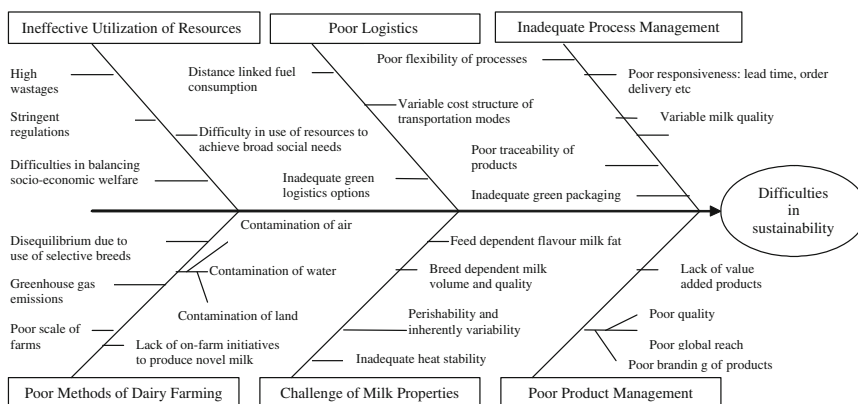 Ineffective Utilization of Resources
Poor Logistics
Inadequate Process Management
High
wastages
Stringent
regulations
Difficulty in use of resources to
achieve broad social needs
Difficulties in balancing
socio-economic welfare
Distance linked fuel
consumption
Variable cost structure of
transportation modes
Inadequate green
logistics options
Poor flexibility of processes
Poor responsiveness: lead time, order
delivery etc
Variable milk quality
Poor traceability of
products
Inadequate green packaging
Difficulties
in
sustainability
Disequilibrium due to
use of selective breeds
Contamination of air
Greenhouse gas
emissions
Contamination of water
Contamination of land
Poor scale of
farms
Lack of on-farm initiatives
to produce novel milk
Feed dependent flavour milk fat
Breed dependent milk
volume and quality
Perishability and
inherently variability
Inadequate heat stability
Lack of value
added products
Poor quality
Poor global reach
Poor brandin g of products
Poor Methods of Dairy Farming
Challenge of Milk Properties
Poor Product Management